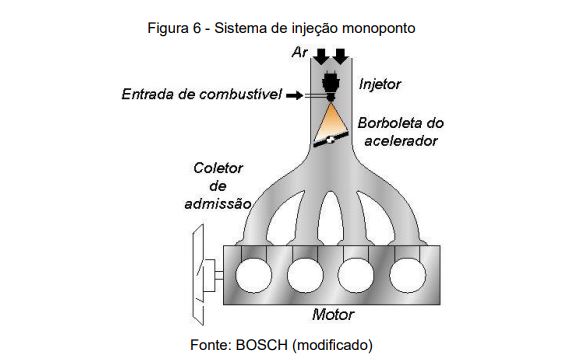 Figura 6 - Sistema de injeção monoponto
Ar
Injetor
Entrada de combustível
Borboleta do
acelerador
Coletor
de
admissão
Motor
Fonte: BOSCH (modificado)